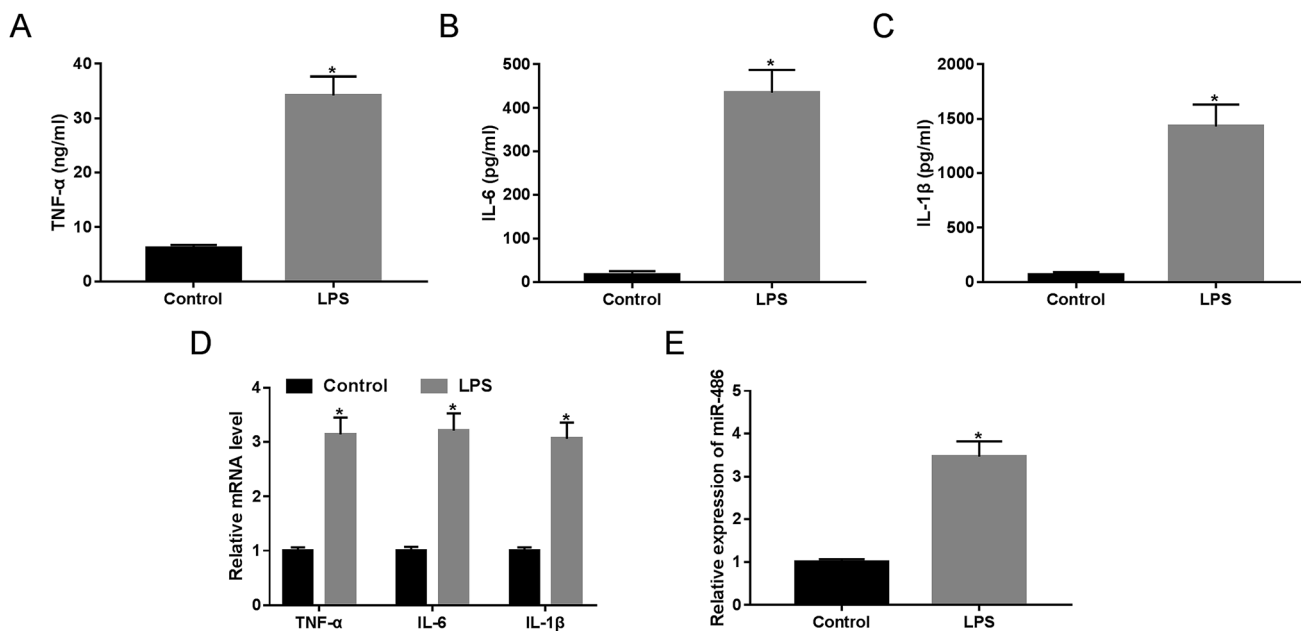 A
TNF-α (ng/ml)
40
30
20
10
0
*
Control
LPS
B
IL-6 (pg/ml)
500
400
300
200
100
0
*
Control
LPS
C
IL-1β (pg/ml)
2000
1500
1000
500
0
*
Control
LPS
D
Control
LPS
Relative mRNA level
4
3
2
1
0
*
*
*
TNF-α
IL-6
IL-1β
E
Relative expression of miR-486
5
4
3
2
1
0
*
Control
LPS